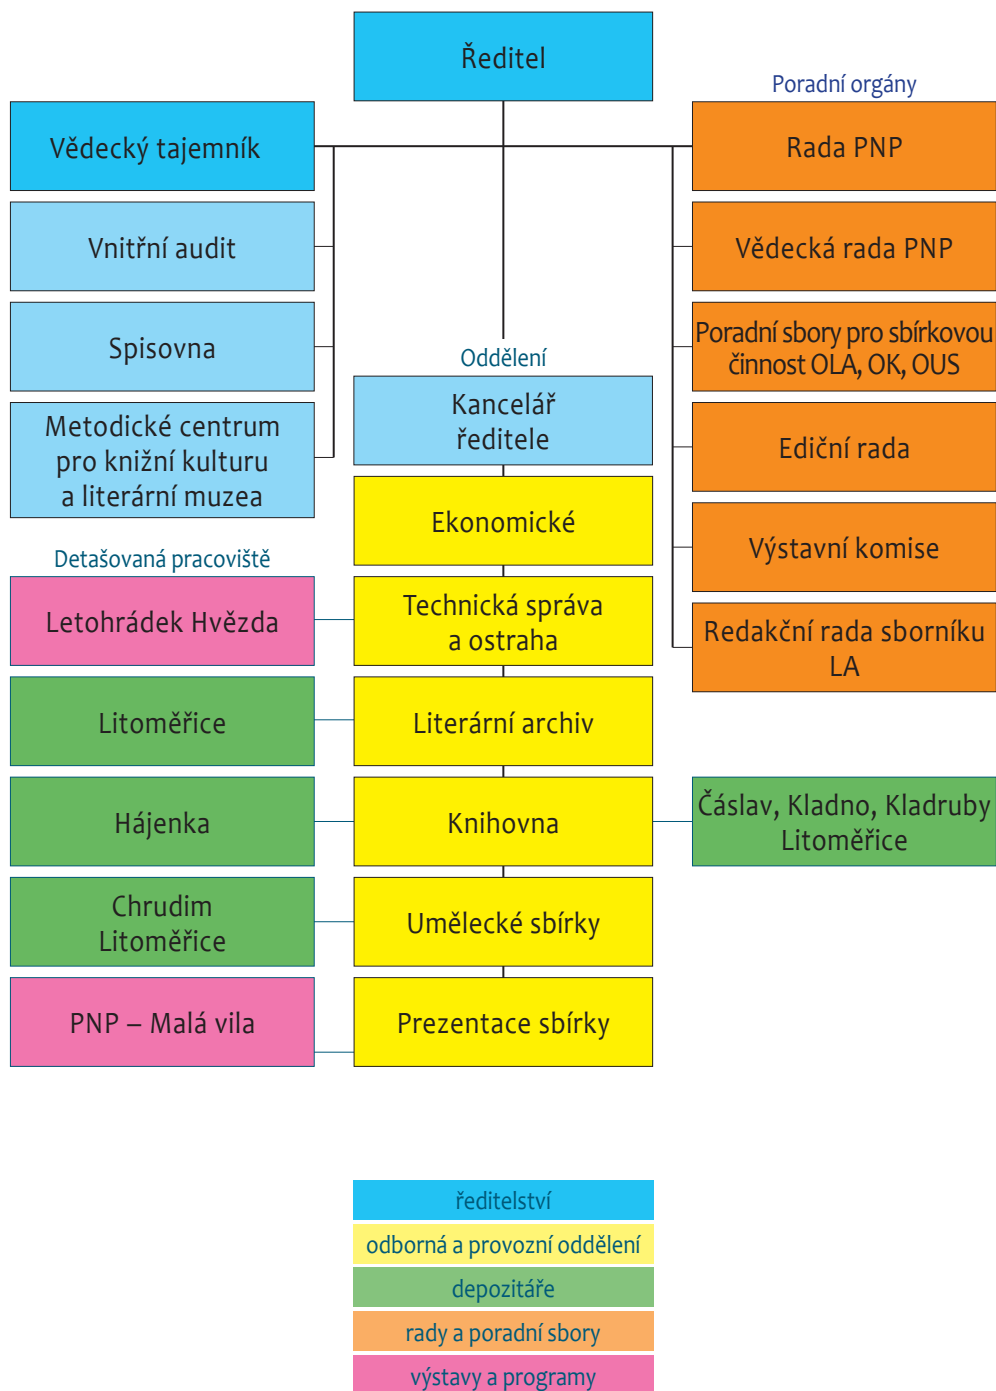 Ředitel
Poradní orgány
Vědecký tajemník
Rada PNP
Vnitřní audit
Vědecká rada PNP
Spisovna
Poradní sbory pro sbírkovou
činnost OLA, OK, OUS
Oddělení
Kancelář
ředitele
Metodické centrum
pro knižní kulturu
a literární muzea
Ediční rada
Ekonomické
Výstavní komise
Detašovaná pracoviště
Letohrádek Hvězda
Technická správa
a ostraha
Redakční rada sborníku
LA
Litoměřice
Literární archiv
Hájenka
Knihovna
Čáslav, Kladno, Kladruby
Litoměřice
Chrudim
Litoměřice
Umělecké sbírky
PNP – Malá vila
Prezentace sbírky
ředitelství
odborná a provozní oddělení
depozitáře
rady a poradní sbory
výstavy a programy